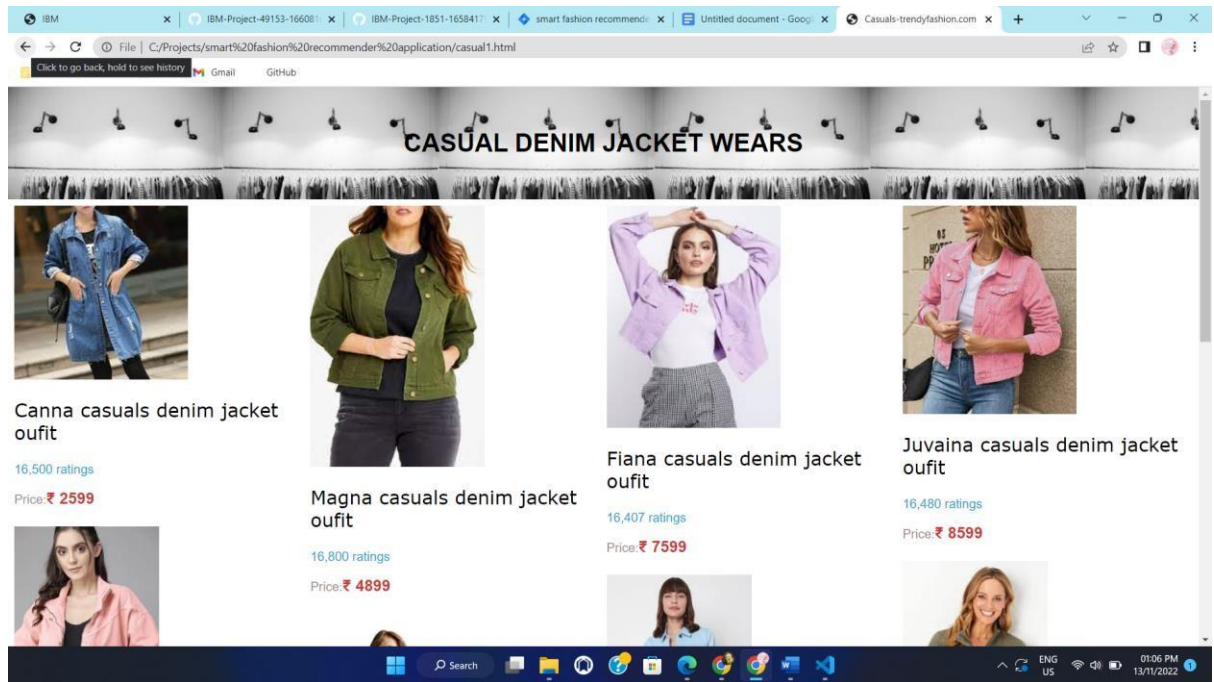 IBM
IBM-Project-49153-16608
IBM-Project-1851-1658417
smart fashion recommende
Untitled document - Googl
Casuals-trendyfashion.com
File | C:/Projects/smart%20fashion%20recommender%20application/casual1.html
Click to go back, hold to see history
Gmail
GitHub
CASUAL DENIM JACKET WEARS
Canna casuals denim jacket
oufit
16,500 ratings
Price:₹ 2599
Magna casuals denim jacket
oufit
16,800 ratings
Price:₹ 4899
Fiana casuals denim jacket
oufit
16,407 ratings
Price:₹ 7599
03
HOTEL
Juvaina casuals denim jacket
oufit
16,480 ratings
Price:₹ 8599
Search
ENG
US
01:06 PM
13/11/2022
1